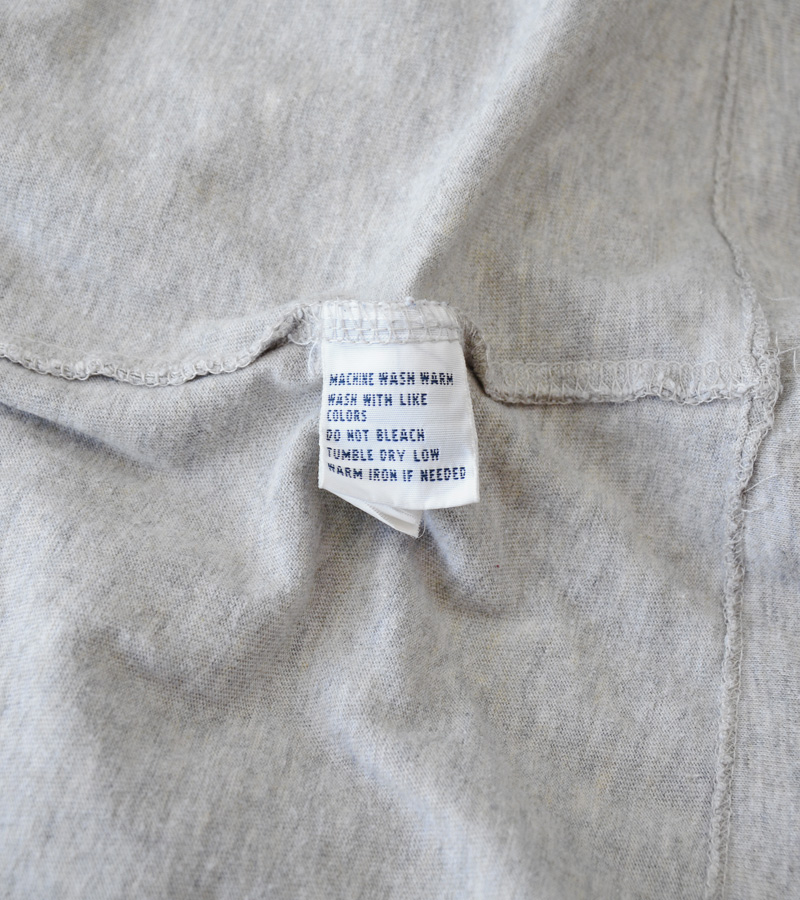 MACHINE WASH WARM
WASH WITH LIKE
COLORS
DO NOT BLEACH
TUMBLE DRY LOW
WARM IRON IF NEEDED